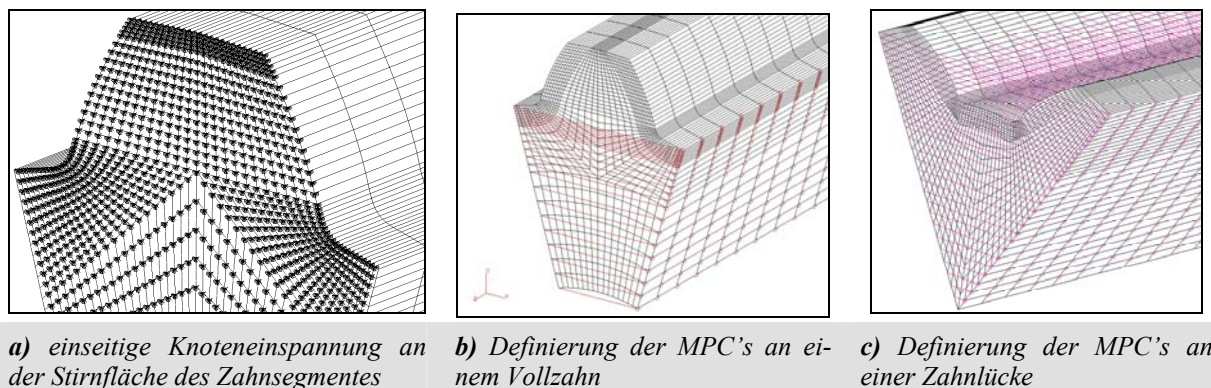 a) einseitige Knoteneinspannung an
der Stirnfläche des Zahnsegmentes
b) Definierung der MPC's an ei-
nem Vollzahn
c) Definierung der MPC's an
einer Zahnlücke